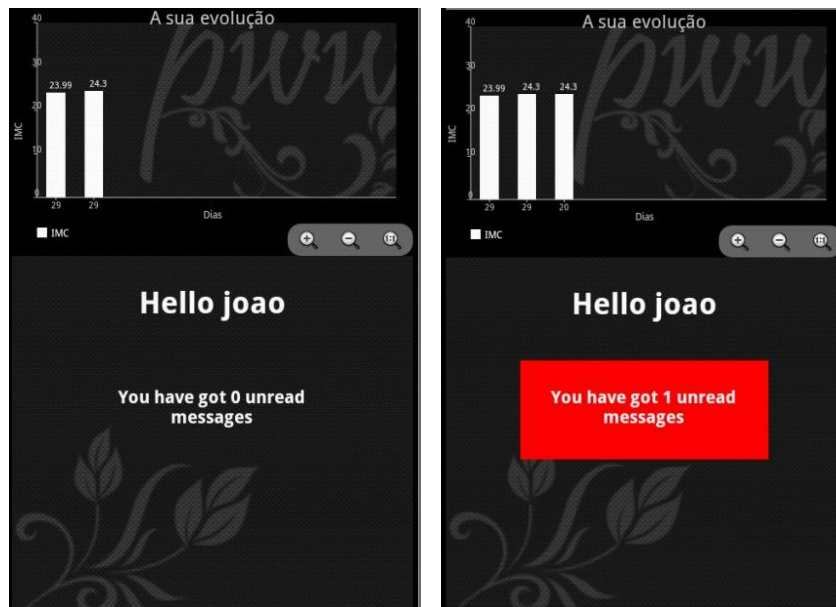 A sua evolução
40
30
20
10
0
IMC
23.99
24.3
29
29
Dias
IMC
Hello joao
You have got 0 unread
messages
A sua evolução
40
30
20
10
0
IMC
23.99
24.3
24.3
29
29
20
Dias
IMC
Hello joao
You have got 1 unread
messages